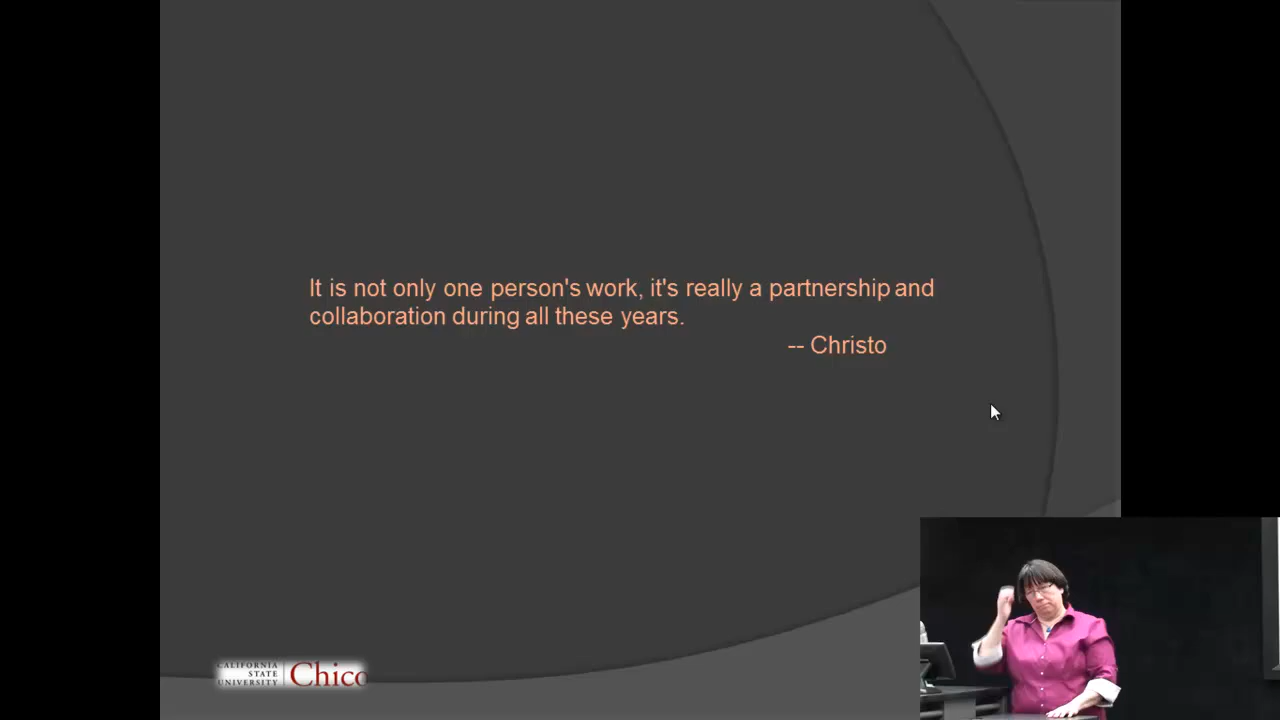 It is not only one person's work, it's really a partnership and
collaboration during all these years.
-- Christo
CALIFORNIA
STATE
UNIVERSITY
Chico